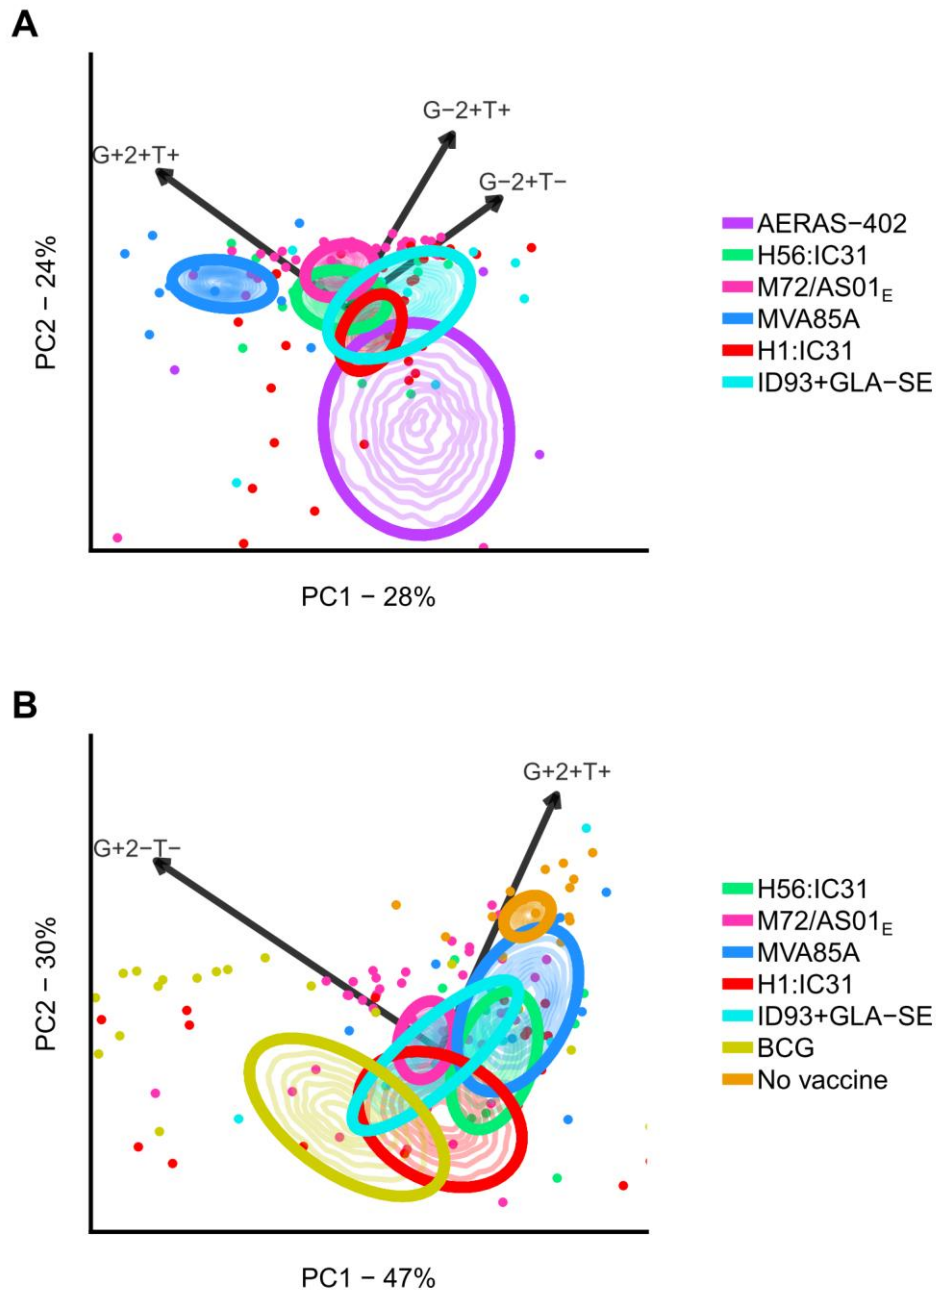 A
G−2+T+
G+2+T+
G−2+T−
PC2 − 24%
PC1 − 28%
AERAS−402
H56:IC31
M72/AS01E
MVA85A
H1:IC31
ID93+GLA−SE
B
G+2+T+
G+2−T−
PC2 − 30%
PC1 − 47%
H56:IC31
M72/AS01E
MVA85A
H1:IC31
ID93+GLA−SE
BCG
No vaccine